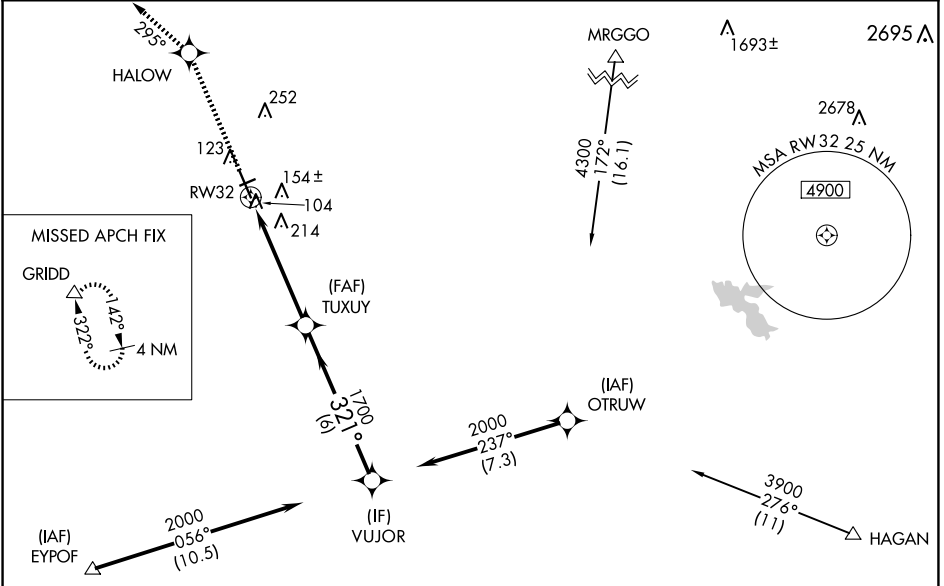 295°
HALOW
252
123
RW32
154±
104
214
MRGGO
4300
172°
(16.1)
1693±
2695
2678
MSA RW32 25 NM
4900
MISSED APCH FIX
GRIDD
322°
142°
4 NM
(FAF)
TUXUY
1700
321°
(6)
(IAF)
OTRUW
2000
237°
(7.3)
(IF)
VUJOR
(IAF)
EYPOF
2000
056°
(10.5)
3900
276°
(11)
HAGAN